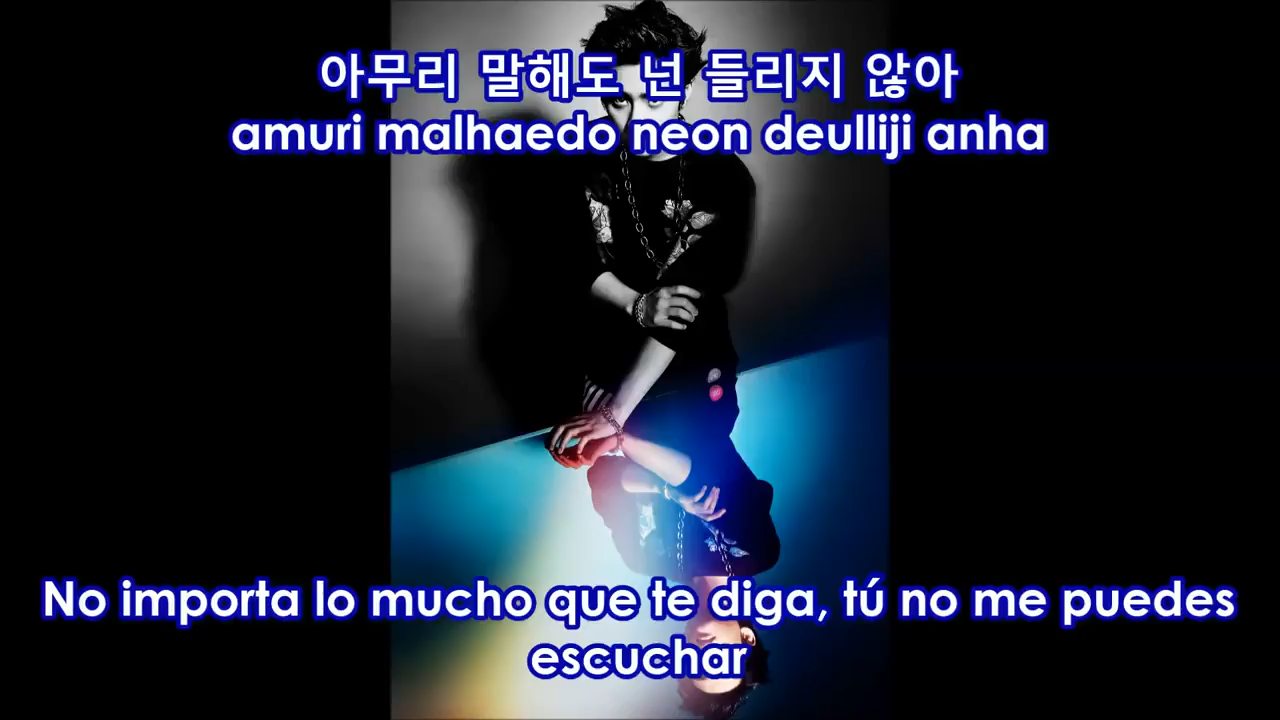 아무리 말해도 넌 들리지 않아
amuri malhaedo neon deulliji anha
No importa lo mucho que te diga, tú no me puedes
escuchar